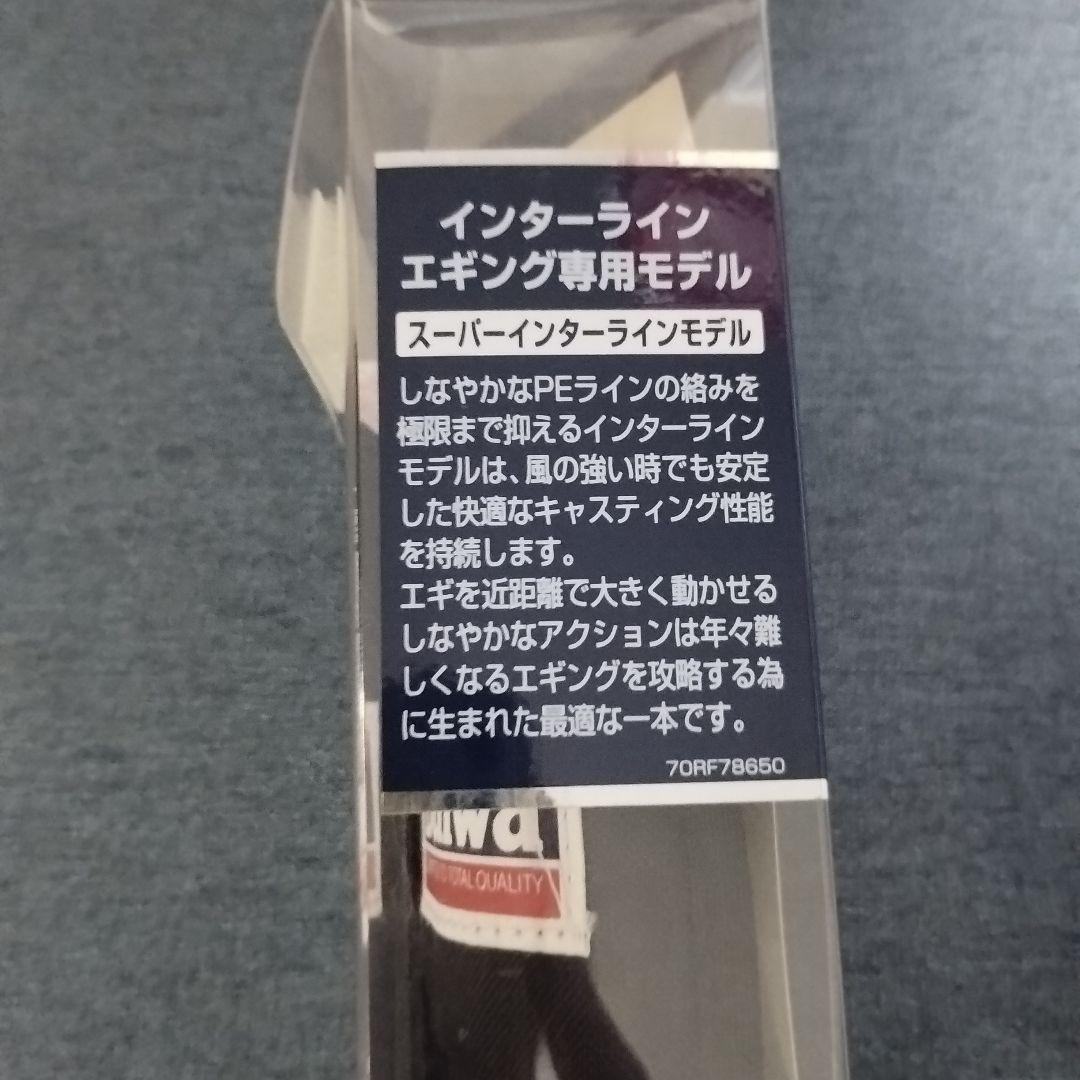 インターライン
エギング専用モデル
スーパーインターラインモデル
しなやかなPEラインの絡みを
極限まで抑えるインターライン
モデルは、風の強い時でも安定
した快適なキャスティング性能
を持続します。
エギを近距離で大きく動かせる
しなやかなアクションは年々難
しくなるエギングを攻略する為
に生まれた最適な一本です。
70RF78650
TOTAL QUALITY